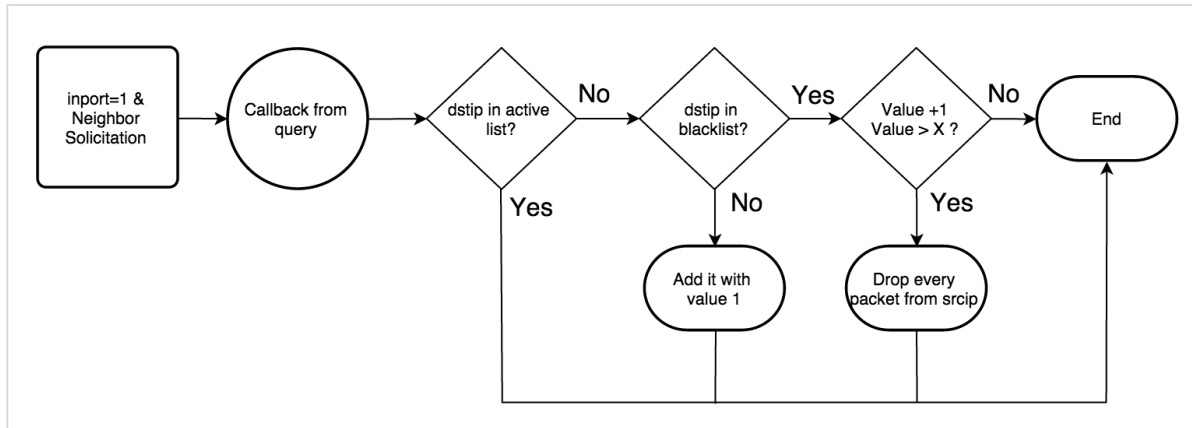 inport=1 &
Neighbor
Solicitation
Callback from
query
dstip in active
list?
No
Yes
dstip in
blacklist?
Yes
No
Value +1
Value > X ?
No
Yes
End
Add it with
value 1
Drop every
packet from srcip